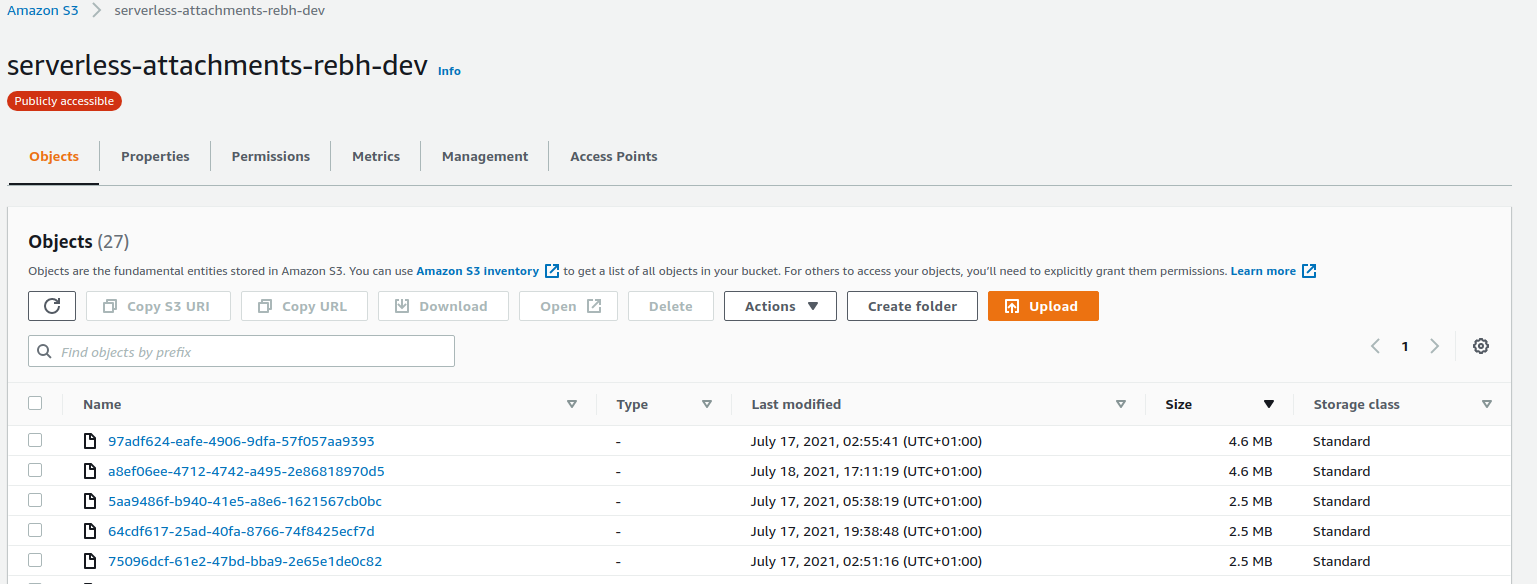 Amazon S3 > serverless-attachments-rebh-dev
serverless-attachments-rebh-dev Info
Publicly accessible
Objects Properties Permissions Metrics Management Access Points
Objects (27)
Objects are the fundamental entities stored in Amazon S3. You can use Amazon S3 inventory to get a list of all objects in your bucket. For others to access your objects, you'll need to explicitly grant them permissions. Learn more
Copy S3 URI Copy URL Download Open Delete Actions Create folder Upload
Find objects by prefix 1
Name Type Last modified Size Storage class
97adf624-eafe-4906-9dfa-57f057aa9393 - July 17, 2021, 02:55:41 (UTC+01:00) 4.6 MB Standard
a8ef06ee-4712-4742-a495-2e86818970d5 - July 18, 2021, 17:11:19 (UTC+01:00) 4.6 MB Standard
5aa9486f-b940-41e5-a8e6-1621567cb0bc - July 17, 2021, 05:38:19 (UTC+01:00) 2.5 MB Standard
64cdf617-25ad-40fa-8766-74f8425ecf7d - July 17, 2021, 19:38:48 (UTC+01:00) 2.5 MB Standard
75096dcf-61e2-47bd-bba9-2e65e1de0c82 - July 17, 2021, 02:51:16 (UTC+01:00) 2.5 MB Standard